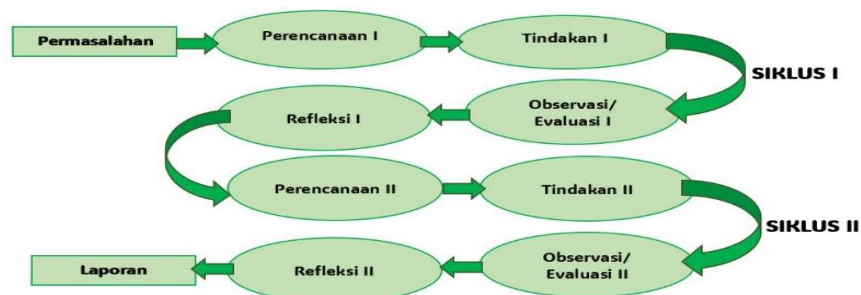 Permasalahan
Perencanaan I
Tindakan I
SIKLUS I
Observasi/
Evaluasi I
Refleksi I
Perencanaan II
Tindakan II
SIKLUS II
Observasi/
Evaluasi II
Refleksi II
Laporan